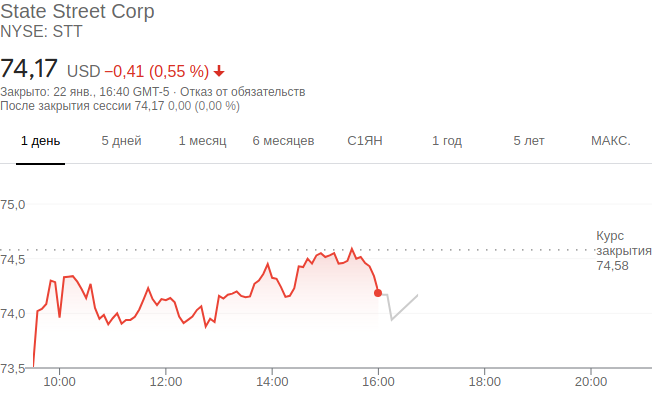 State Street Corp
NYSE: STT
74,17 USD −0,41 (0,55 %)
Закрыто: 22 янв., 16:40 GMT-5 · Отказ от обязательств
После закрытия сессии 74,17 0,00 (0,00 %)
1 день 5 дней 1 месяц 6 месяцев С1ЯН 1 год 5 лет МАКС.
75,0
Курс
закрытия
74,58
74,5
74,0
73,5
10:00 12:00 14:00 16:00 18:00 20:00